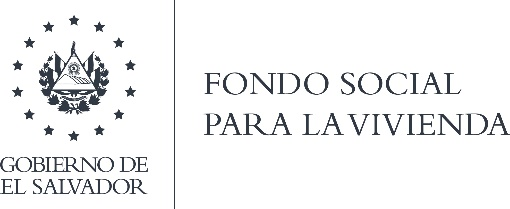 GOBIERNO DE
EL SALVADOR
FONDO SOCIAL
PARA LA VIVIENDA